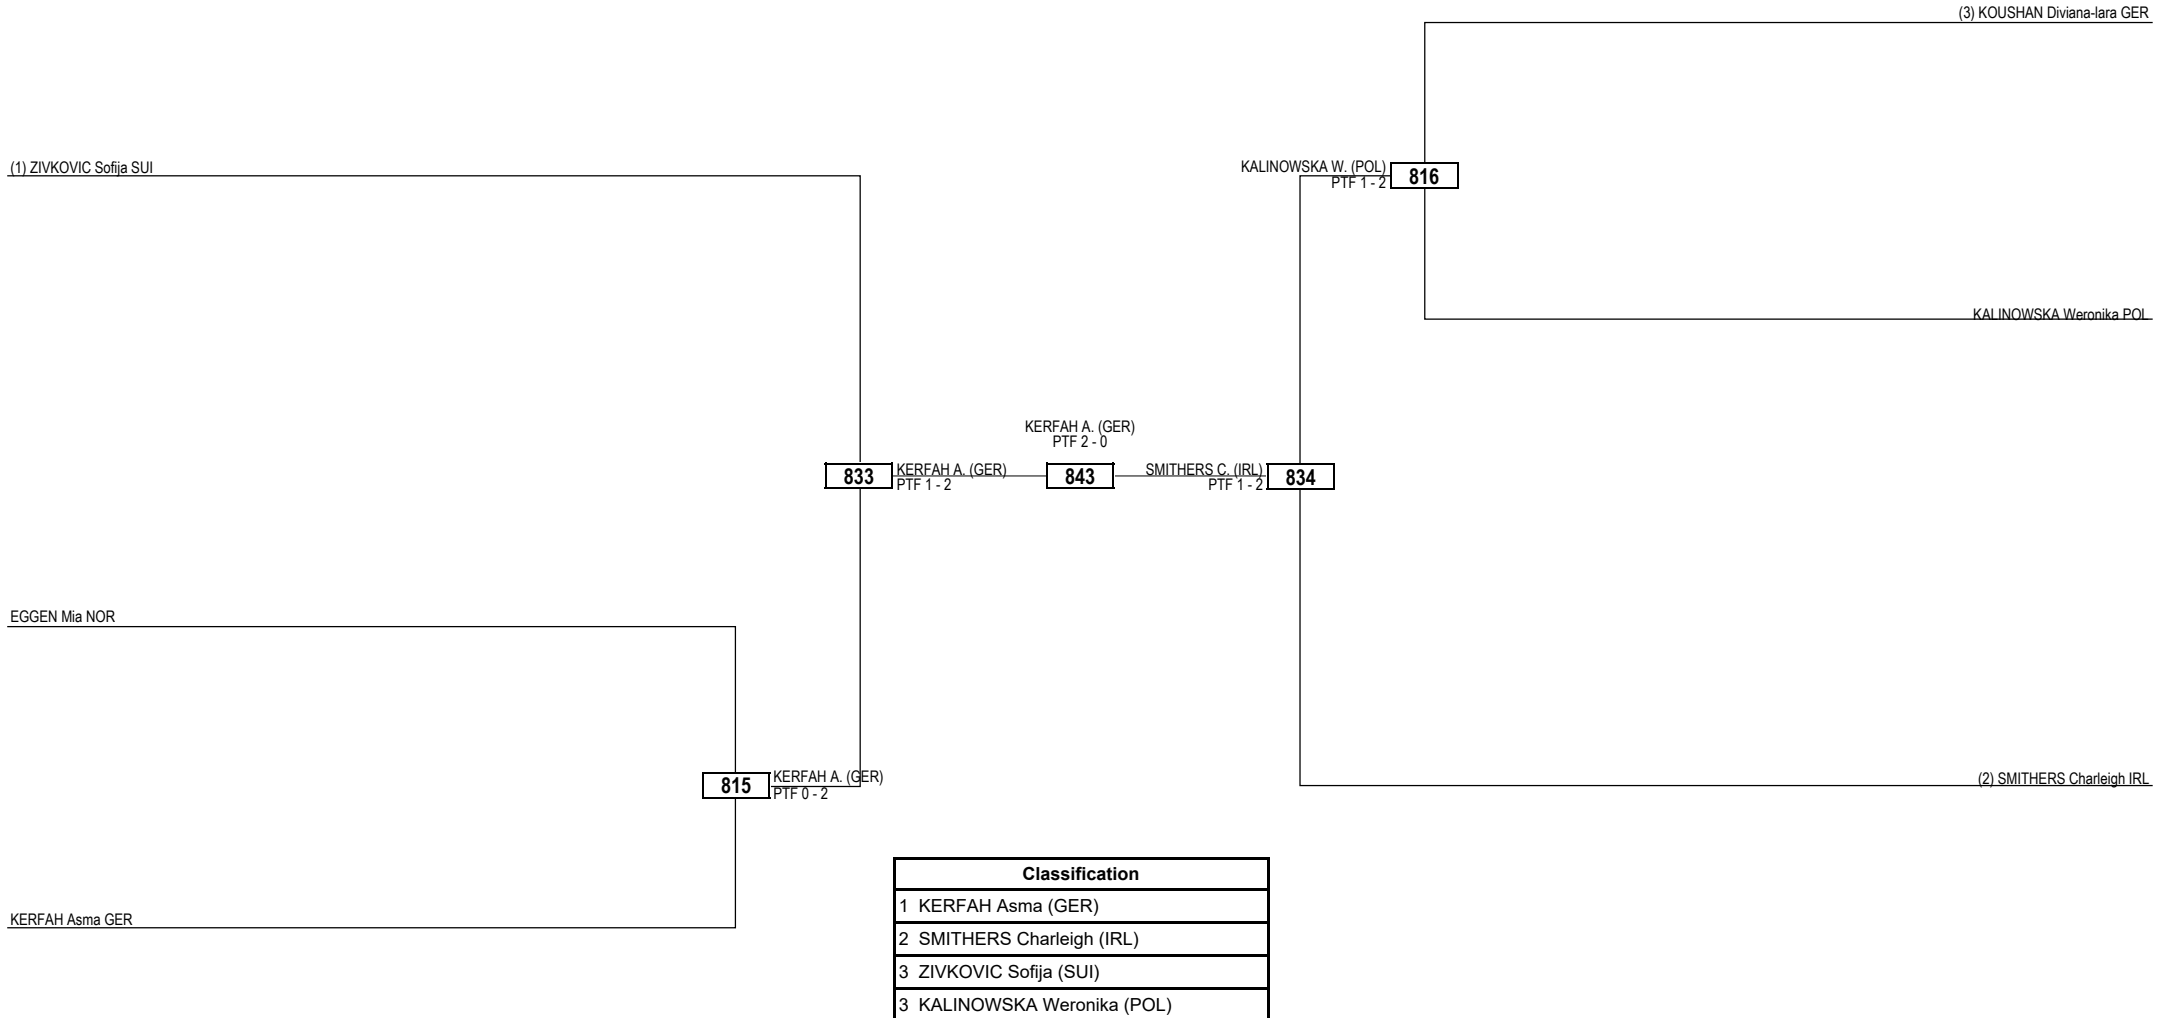 (3) KOUSHAN Diviana-lara GER
(1) ZIVKOVIC Sofija SUI
KALINOWSKA W. (POL)
PTF 1 - 2
816
KALINOWSKA Weronika POL
KERFAH A. (GER)
PTF 2 - 0
833
KERFAH A. (GER)
PTF 1 - 2
843
SMITHERS C. (IRL)
PTF 1 - 2
834
EGGEN Mia NOR
815
KERFAH A. (GER)
PTF 0 - 2
(2) SMITHERS Charleigh IRL
KERFAH Asma GER
Classification
1 KERFAH Asma (GER)
2 SMITHERS Charleigh (IRL)
3 ZIVKOVIC Sofija (SUI)
3 KALINOWSKA Weronika (POL)